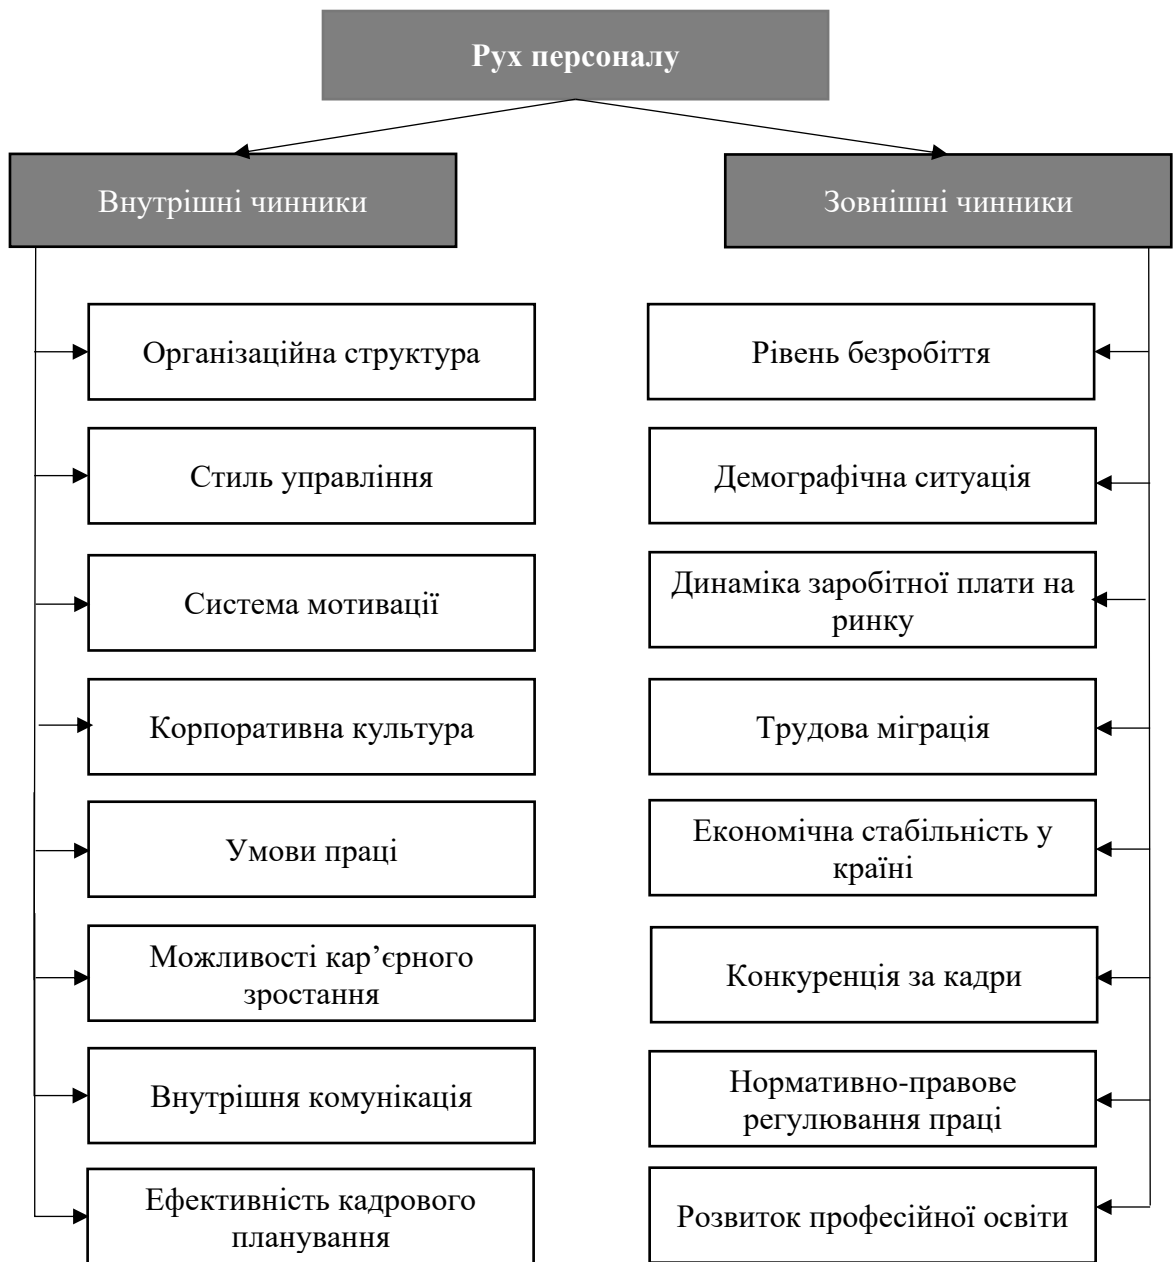 Рух персоналу
Внутрішні чинники
Зовнішні чинники
Організаційна структура
Рівень безробіття
Стиль управління
Демографічна ситуація
Система мотивації
Динаміка заробітної плати на
ринку
Корпоративна культура
Трудова міграція
Умови праці
Економічна стабільність у
країні
Можливості кар’єрного
зростання
Конкуренція за кадри
Внутрішня комунікація
Нормативно-правове
регулювання праці
Ефективність кадрового
планування
Розвиток професійної освіти